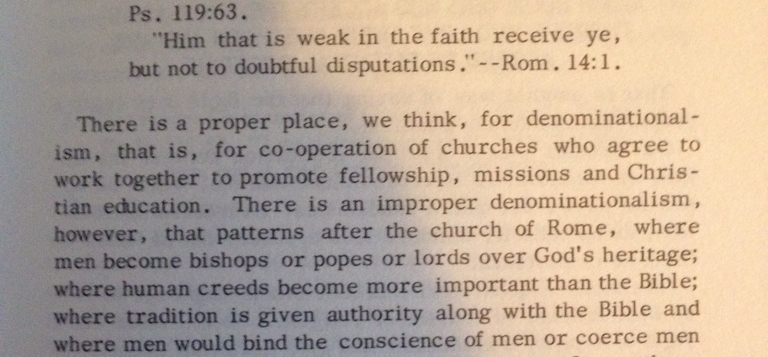 Ps. 119:63.
"Him that is weak in the faith receive ye,
but not to doubtful disputations."--Rom. 14:1.
There is a proper place, we think, for denominational-
ism, that is, for co-operation of churches who agree to
work together to promote fellowship, missions and Chris-
tian education. There is an improper denominationalism,
however, that patterns after the church of Rome, where
men become bishops or popes or lords over God's heritage;
where human creeds become more important than the Bible;
where tradition is given authority along with the Bible and
where men would bind the conscience of men or coerce men